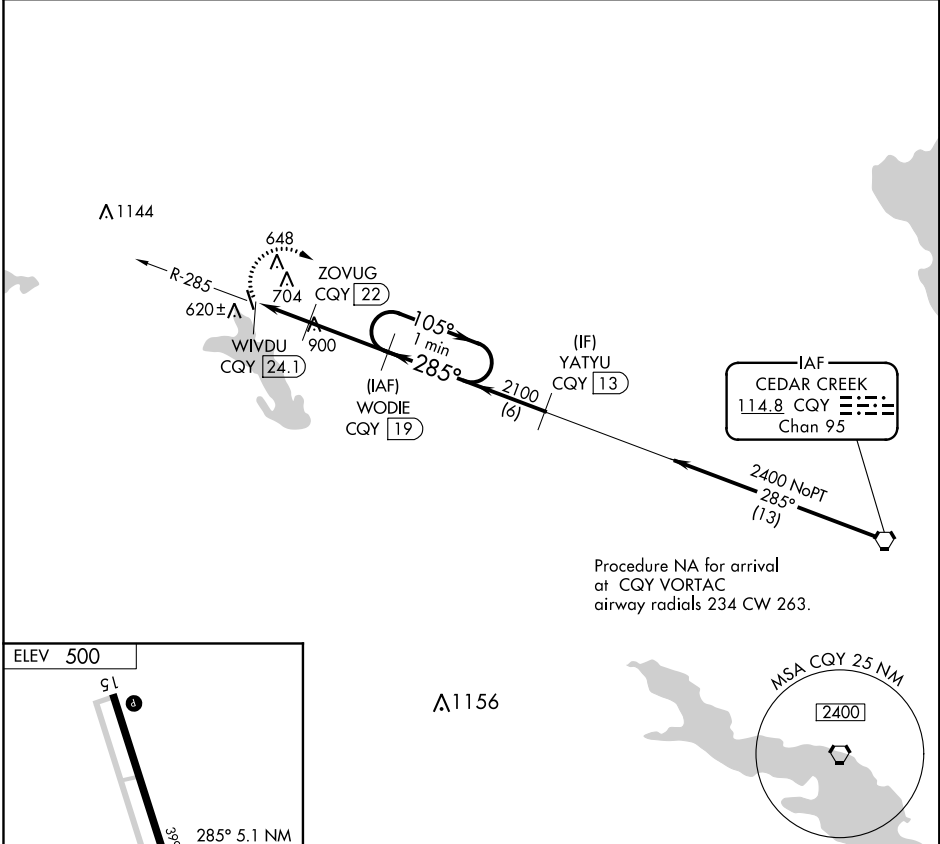 1144
648
R-285
704
ZOVUG
CQY 22
620±
WIVDU
CQY 24.1
900
105°
1 min
285°
(IAF)
WODIE
CQY 19
2100
(6)
(IF)
YATYU
CQY 13
IAF
CEDAR CREEK
114.8 CQY
Chan 95
2400 NoPT
285°
(13)
Procedure NA for arrival
at CQY VORTAC
airway radials 234 CW 263.
ELEV 500
15
P
285° 5.1 NM
1156
MSA CQY 25 NM
2400